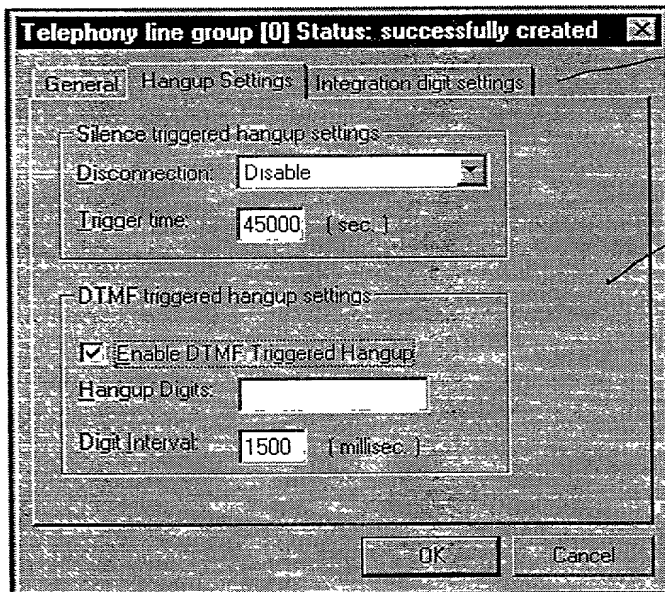 Telephony line group [0] Status: successfully created
General Hangup Settings Integration digit settings
Silence triggered hangup settings
Disconnection: Disable
Trigger time: 45000 ( sec. )
DTMF triggered hangup settings
Enable DTMF Triggered Hangup
Hangup Digits:
Digit Interval: 1500 ( millisec. )
OK Cancel